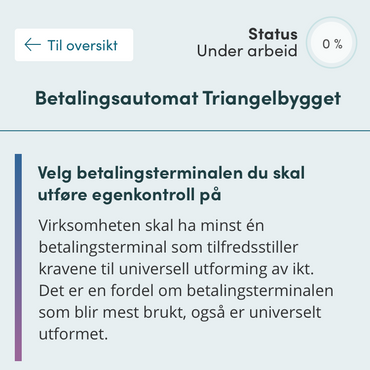 ← Til oversikt
Status
Under arbeid
0 %
Betalingsautomat Triangelbygget
Velg betalingsterminalen du skal
utføre egenkontroll på
Virksomheten skal ha minst én
betalingsterminal som tilfredsstiller
kravene til universell utforming av ikt.
Det er en fordel om betalingsterminalen
som blir mest brukt, også er universelt
utformet.